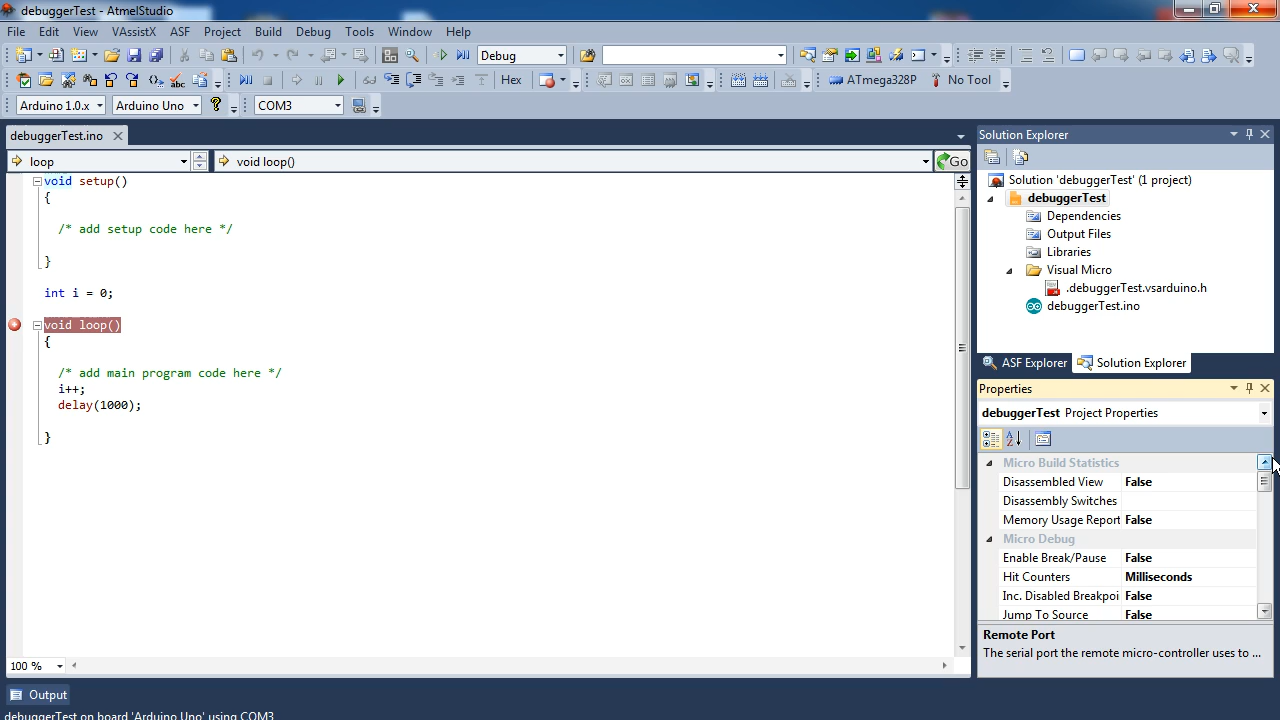 debuggerTest - AtmelStudio
File Edit View VAssistX ASF Project Build Debug Tools Window Help
Debug
Hex
ATmega328P No Tool
Arduino 1.0.x Arduino Uno ? COM3
debuggerTest.ino
loop void loop() Go
void setup()
{
/* add setup code here */
}
int i = 0;
void loop()
{
/* add main program code here */
i++;
delay(1000);
}
100 %
Output
debuggerTest on board 'Arduino Uno' using COM3
Solution Explorer
Solution 'debuggerTest' (1 project)
debuggerTest
Dependencies
Output Files
Libraries
Visual Micro
.debuggerTest.vsarduino.h
debuggerTest.ino
ASF Explorer Solution Explorer
Properties
debuggerTest Project Properties
Micro Build Statistics
Disassembled View False
Disassembly Switches
Memory Usage Report False
Micro Debug
Enable Break/Pause False
Hit Counters Milliseconds
Inc. Disabled Breakpoi False
Jump To Source False
Remote Port
The serial port the remote micro-controller uses to ...